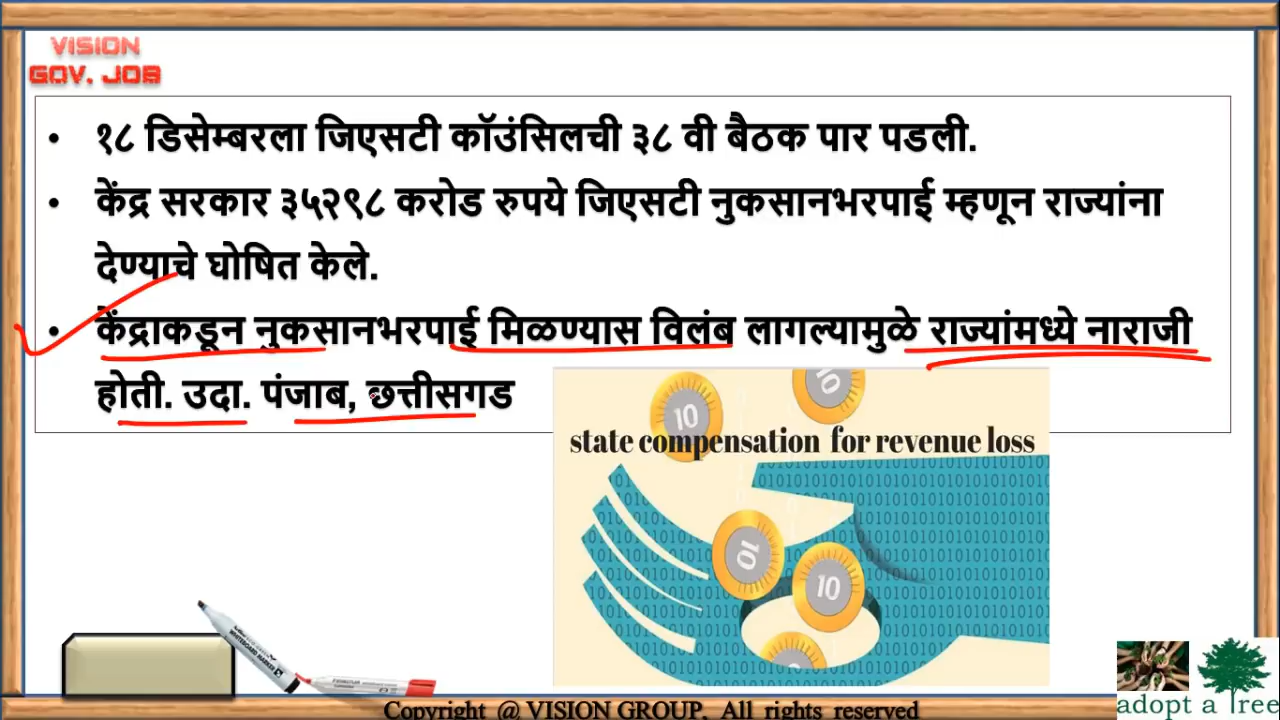 VISION
GOV. JOB
• १८ डिसेम्बरला जिएसटी कॉउंसिलची ३८ वी बैठक पार पडली.
• केंद्र सरकार ३५२९८ करोड रुपये जिएसटी नुकसानभरपाई म्हणून राज्यांना
देण्याचे घोषित केले.
• केंद्राकडून नुकसानभरपाई मिळण्यास विलंब लागल्यामुळे राज्यांमध्ये नाराजी
होती. उदा. पंजाब, छत्तीसगड
10
10
state compensation for revenue loss
10
10
WHITEBOARD MARKER
adopt a Tree
Copyright @ VISION GROUP, All rights reserved